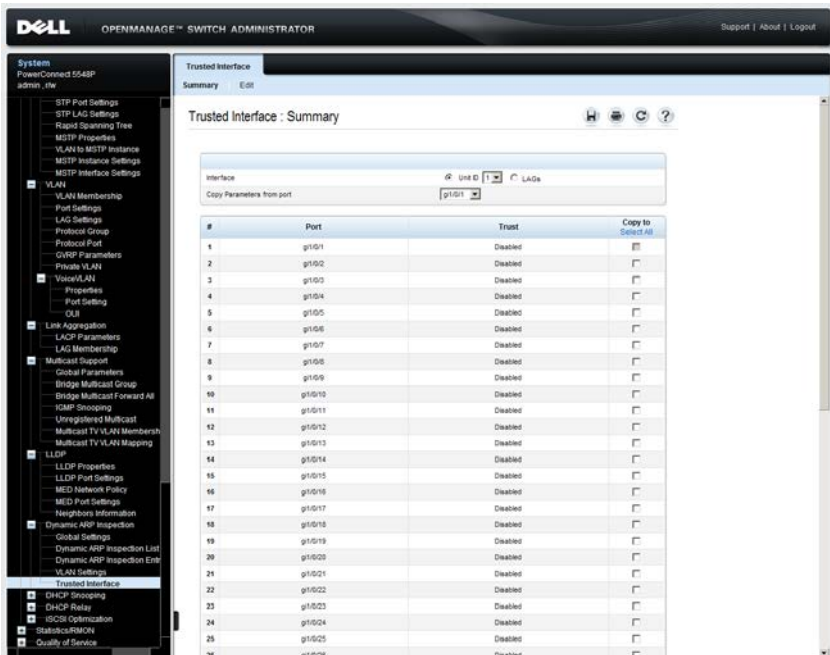 DELL OPENMANAGE™ SWITCH ADMINISTRATOR Support | About | Logout
System
PowerConnect 5548P
admin , r/w
STP Port Settings
STP LAG Settings
Rapid Spanning Tree
MSTP Properties
VLAN to MSTP Instance
MSTP Instance Settings
MSTP Interface Settings
VLAN
VLAN Membership
Port Settings
LAG Settings
Protocol Group
Protocol Port
GVRP Parameters
Private VLAN
VoiceVLAN
Properties
Port Setting
OUI
Link Aggregation
LACP Parameters
LAG Membership
Multicast Support
Global Parameters
Bridge Multicast Group
Bridge Multicast Forward All
IGMP Snooping
Unregistered Multicast
Multicast TV VLAN Membersh
Multicast TV VLAN Mapping
LLDP
LLDP Properties
LLDP Port Settings
MED Network Policy
MED Port Settings
Neighbors Information
Dynamic ARP Inspection
Global Settings
Dynamic ARP Inspection List
Dynamic ARP Inspection Entr
VLAN Settings
Trusted Interface
DHCP Snooping
DHCP Relay
iSCSI Optimization
Statistics/RMON
Quality of Service
Trusted Interface
Summary Edit
Trusted Interface : Summary
Interface Unit ID 1 LAGs
Copy Parameters from port gi1/0/1
# Port Trust Copy to
Select All
1 gi1/0/1 Disabled
2 gi1/0/2 Disabled
3 gi1/0/3 Disabled
4 gi1/0/4 Disabled
5 gi1/0/5 Disabled
6 gi1/0/6 Disabled
7 gi1/0/7 Disabled
8 gi1/0/8 Disabled
9 gi1/0/9 Disabled
10 gi1/0/10 Disabled
11 gi1/0/11 Disabled
12 gi1/0/12 Disabled
13 gi1/0/13 Disabled
14 gi1/0/14 Disabled
15 gi1/0/15 Disabled
16 gi1/0/16 Disabled
17 gi1/0/17 Disabled
18 gi1/0/18 Disabled
19 gi1/0/19 Disabled
20 gi1/0/20 Disabled
21 gi1/0/21 Disabled
22 gi1/0/22 Disabled
23 gi1/0/23 Disabled
24 gi1/0/24 Disabled
25 gi1/0/25 Disabled